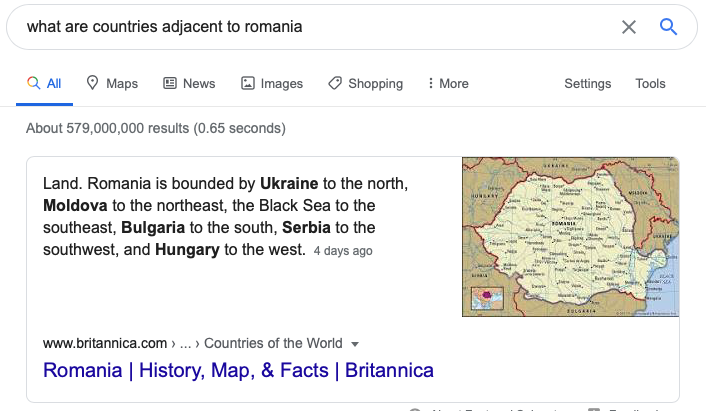 what are countries adjacent to romania
All Maps News Images Shopping More Settings Tools
About 579,000,000 results (0.65 seconds)
Land. Romania is bounded by Ukraine to the north,
Moldova to the northeast, the Black Sea to the
southeast, Bulgaria to the south, Serbia to the
southwest, and Hungary to the west. 4 days ago
UKRAINE
HUNGARY
MOLDOVA
ROMANIA
UKRAINE
BLACK
SEA
BULGARIA
www.britannica.com › ... › Countries of the World
Romania | History, Map, & Facts | Britannica